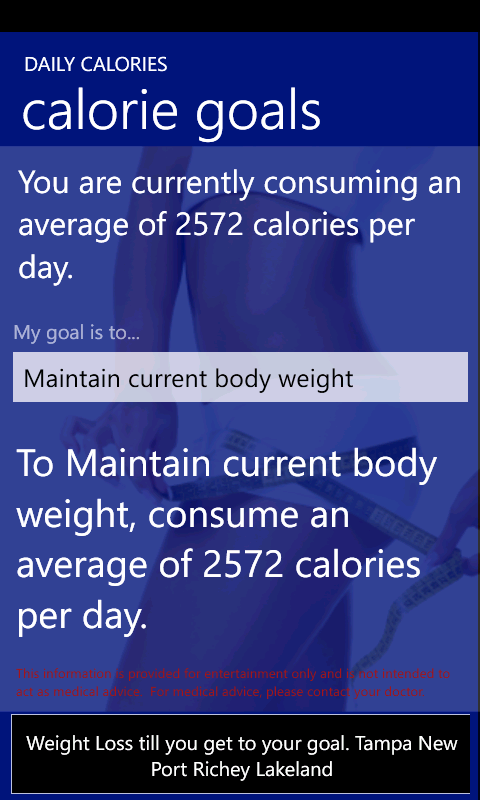 DAILY CALORIES
calorie goals
You are currently consuming an
average of 2572 calories per
day.
My goal is to...
Maintain current body weight
To Maintain current body
weight, consume an
average of 2572 calories
per day.
This information is provided for entertainment only and is not intended to
act as medical advice. For medical advice, please contact your doctor.
Weight Loss till you get to your goal. Tampa New
Port Richey Lakeland